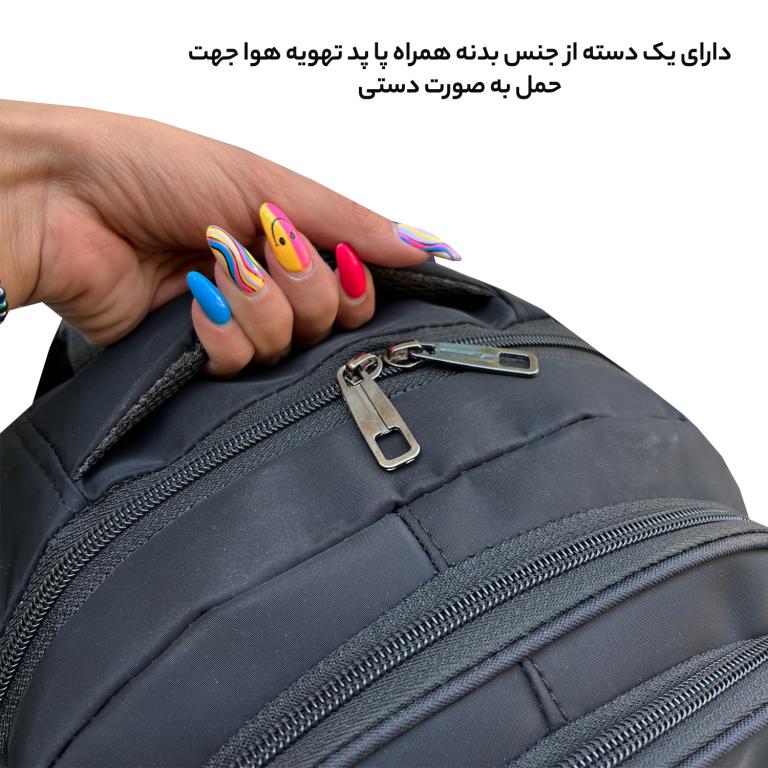 دارای یک دسته از جنس بدنه همراه پا پد تهویه هوا جهت
حمل به صورت دستی